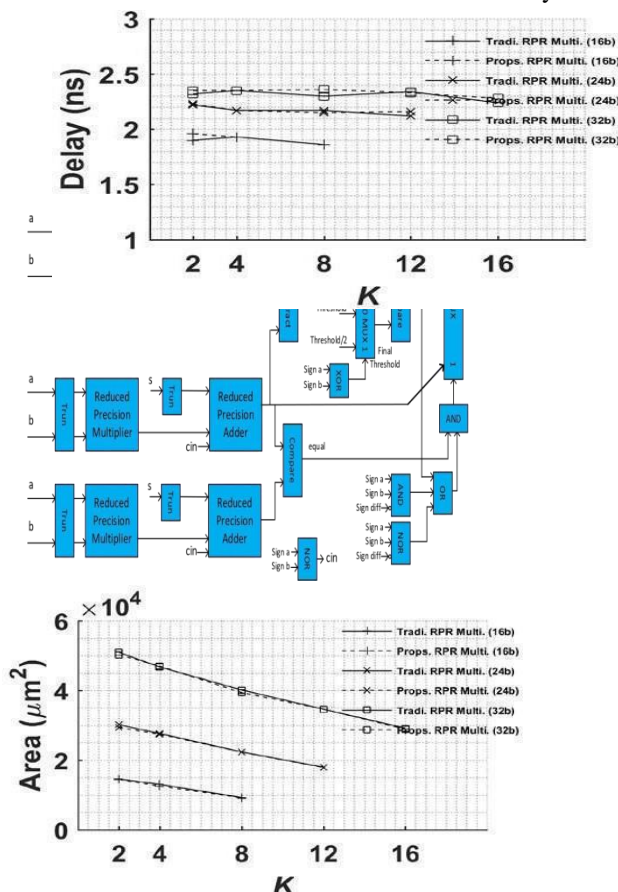 Tradi. RPR Multi. (16b)
Props. RPR Multi. (16b)
Tradi. RPR Multi. (24b)
Props. RPR Multi. (24b)
Tradi. RPR Multi. (32b)
Props. RPR Multi. (32b)
Delay (ns)
3
2.5
2
1.5
1
2 4 8 12 16
K
a
b
Threshold/2
MUX 1
Final
Threshold
Sign a
Sign b
XOR
1
AND
a
b
Trun
Reduced
Precision
Multiplier
s
Trun
cin
Reduced
Precision
Adder
Compare
equal
a
b
Trun
Reduced
Precision
Multiplier
s
Trun
cin
Reduced
Precision
Adder
Sign a
Sign b
NOR
cin
Sign a
Sign b
Sign diff
AND
OR
Sign a
Sign b
Sign diff
NOR
× 10⁴
Tradi. RPR Multi. (16b)
Props. RPR Multi. (16b)
Tradi. RPR Multi. (24b)
Props. RPR Multi. (24b)
Tradi. RPR Multi. (32b)
Props. RPR Multi. (32b)
Area (μm²)
6
4
2
0
2 4 8 12 16
K